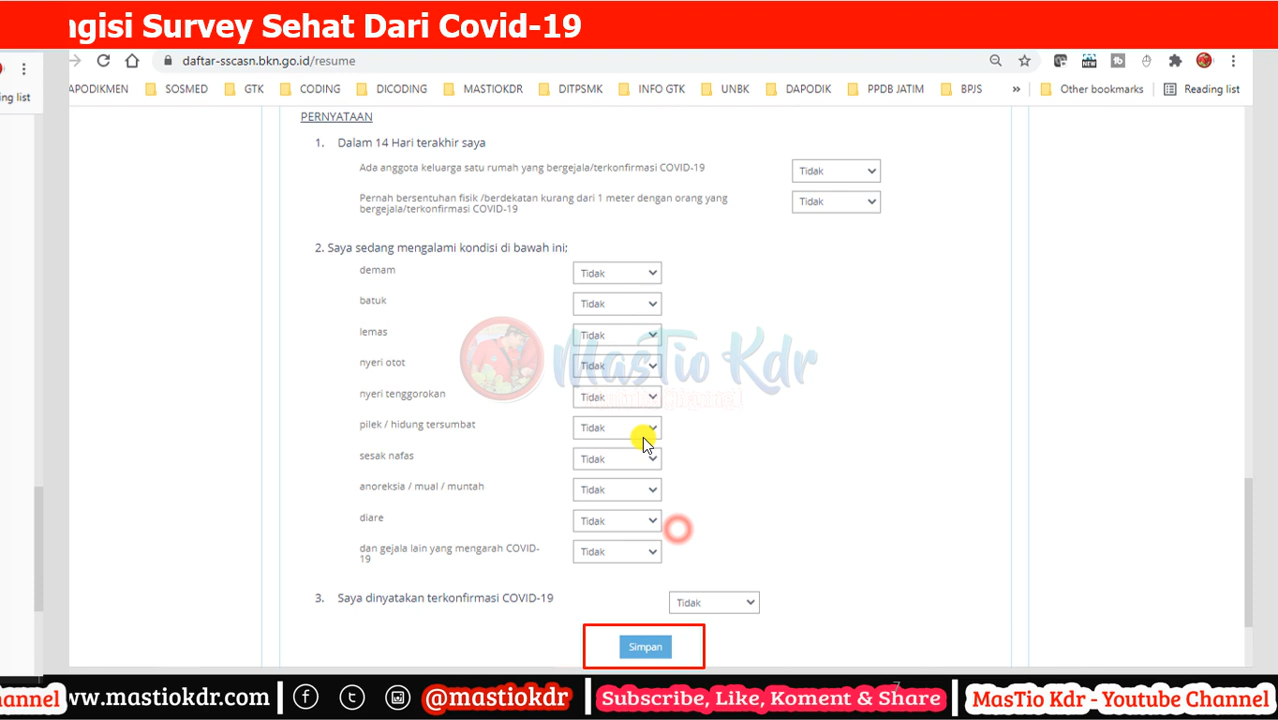 ngisi Survey Sehat Dari Covid-19
daftar-sscasn.bkn.go.id/resume
ng list
APODIKMEN SOSMED GTK CODING DICODING MASTIOKDR DITPSMK INFO GTK UNBK DAPODIK PPDB JATIM BPJS » Other bookmarks Reading list
PERNYATAAN
1. Dalam 14 Hari terakhir saya
Ada anggota keluarga satu rumah yang bergejala/terkonfirmasi COVID-19 Tidak
Pernah bersentuhan fisik /berdekatan kurang dari 1 meter dengan orang yang
bergejala/terkonfirmasi COVID-19 Tidak
2. Saya sedang mengalami kondisi di bawah ini;
demam Tidak
batuk Tidak
lemas Tidak
nyeri otot Tidak
MasTio Kdr
nyeri tenggorokan Tidak
pilek / hidung tersumbat Tidak
sesak nafas Tidak
anoreksia / mual / muntah Tidak
diare Tidak
dan gejala lain yang mengarah COVID-
19 Tidak
3. Saya dinyatakan terkonfirmasi COVID-19 Tidak
Simpan
hannel ww.mastiokdr.com @mastiokdr Subscribe, Like, Koment & Share MasTio Kdr - Youtube Channel